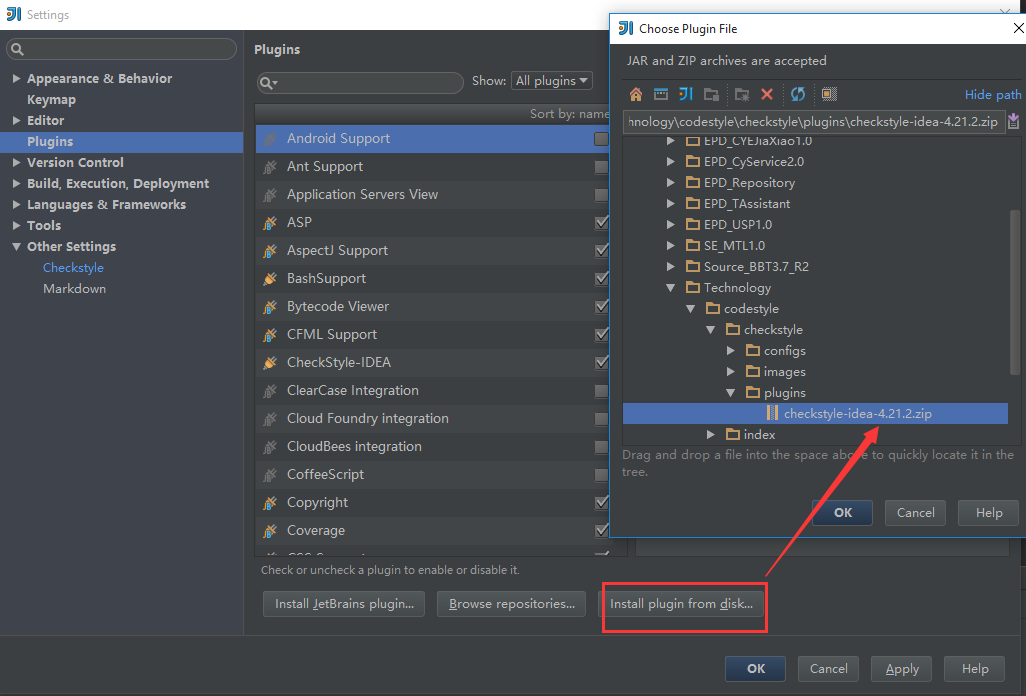 Settings
Appearance & Behavior
Keymap
Editor
Plugins
Version Control
Build, Execution, Deployment
Languages & Frameworks
Tools
Other Settings
Checkstyle
Markdown
Plugins
Show: All plugins
Sort by: name
Android Support
Ant Support
Application Servers View
ASP
AspectJ Support
BashSupport
Bytecode Viewer
CFML Support
CheckStyle-IDEA
ClearCase Integration
Cloud Foundry integration
CloudBees integration
CoffeeScript
Copyright
Coverage
Check or uncheck a plugin to enable or disable it.
Install JetBrains plugin...
Browse repositories...
Install plugin from disk...
OK
Cancel
Apply
Help
Choose Plugin File
JAR and ZIP archives are accepted
Hide path
hnology\codestyle\checkstyle\plugins\checkstyle-idea-4.21.2.zip
EPD_CYEJiaXiao1.0
EPD_CyService2.0
EPD_Repository
EPD_TAssistant
EPD_USP1.0
SE_MTL1.0
Source_BBT3.7_R2
Technology
codestyle
checkstyle
configs
images
plugins
checkstyle-idea-4.21.2.zip
index
Drag and drop a file into the space above to quickly locate it in the
tree.
OK
Cancel
Help